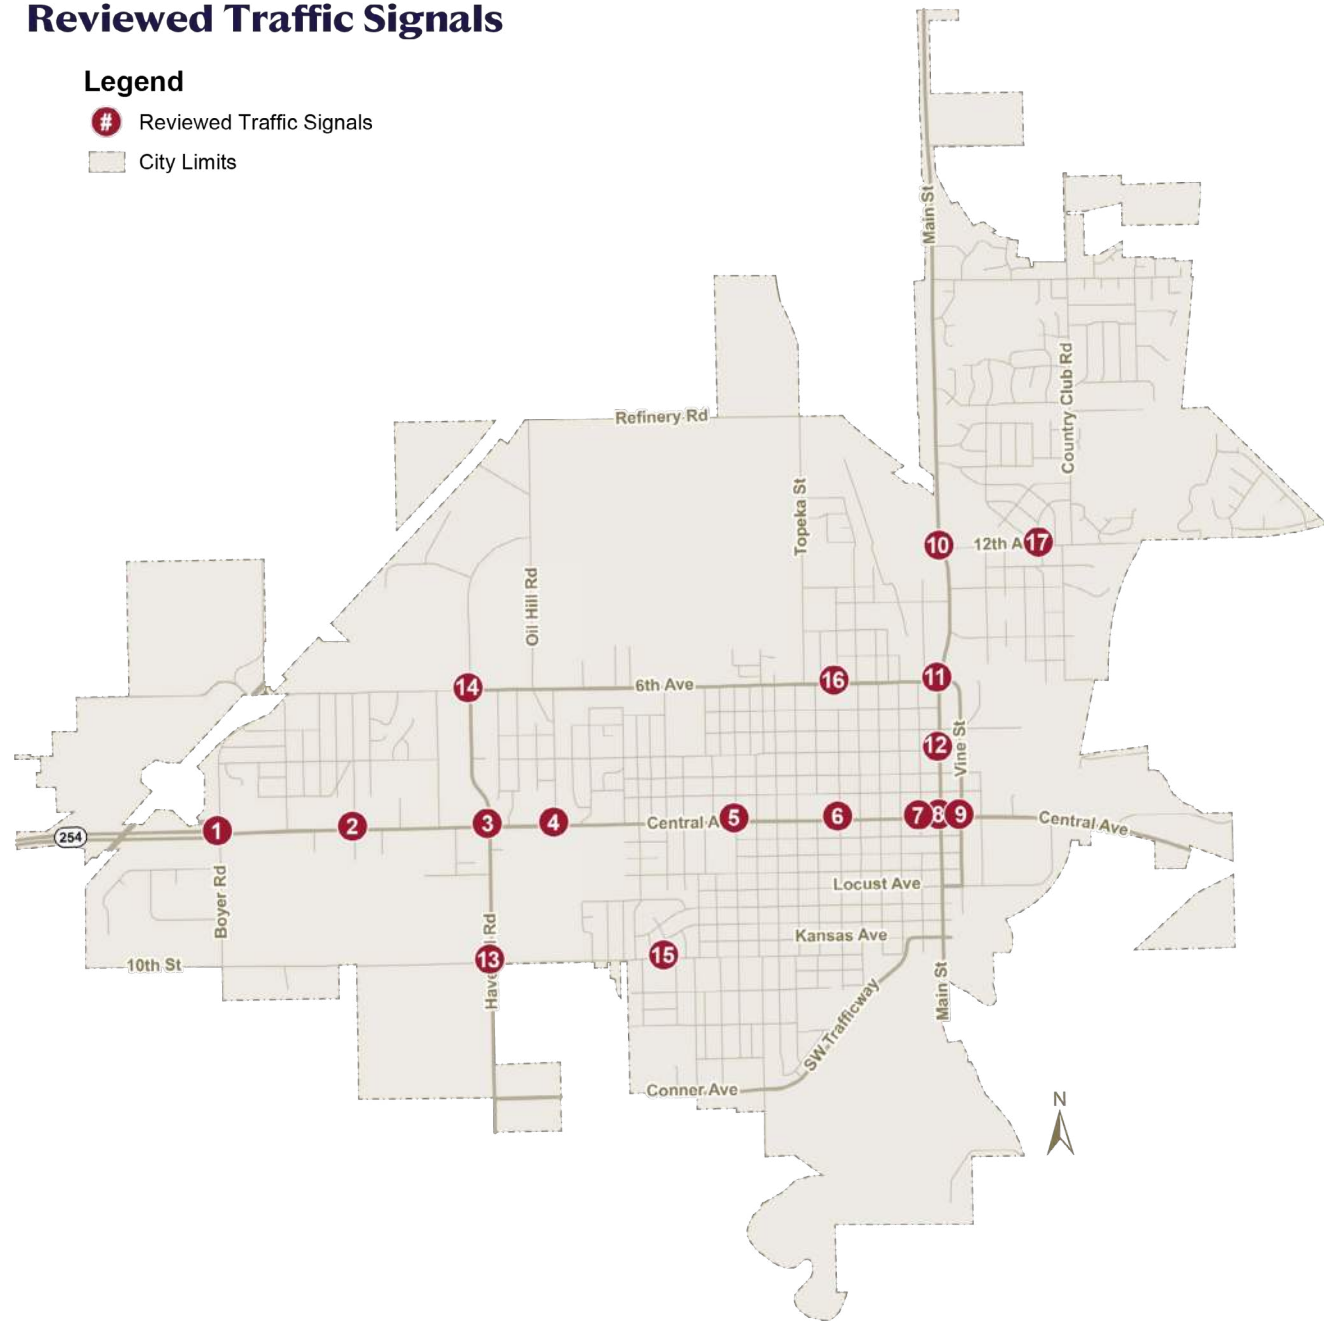 Reviewed Traffic Signals
Legend
# Reviewed Traffic Signals
City Limits
Main St
Country Club Rd
Refinery Rd
Topeka St
10
12th A
17
Oil Hill Rd
14
6th Ave
16
11
12
Vine St
254
1
2
3
4
Central A
5
6
7
8
9
Central Ave
Boyer Rd
Locust Ave
Kansas Ave
10th St
13
Have
l Rd
15
Main St
SW Trafficway
Conner Ave
N